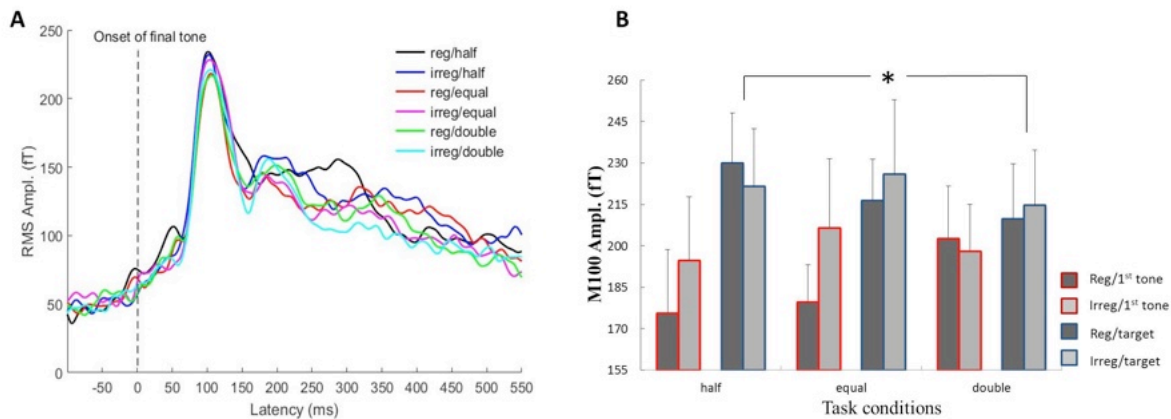 A
Onset of final tone
reg/half
irreg/half
reg/equal
irreg/equal
reg/double
irreg/double
RMS Ampl. (fT)
250
200
150
100
50
0
-50 0 50 100 150 200 250 300 350 400 450 500 550
Latency (ms)
B
*
M100 Ampl. (fT)
260
245
230
215
200
185
170
155
half equal double
Task conditions
Reg/1st tone
Irreg/1st tone
Reg/target
Irreg/target